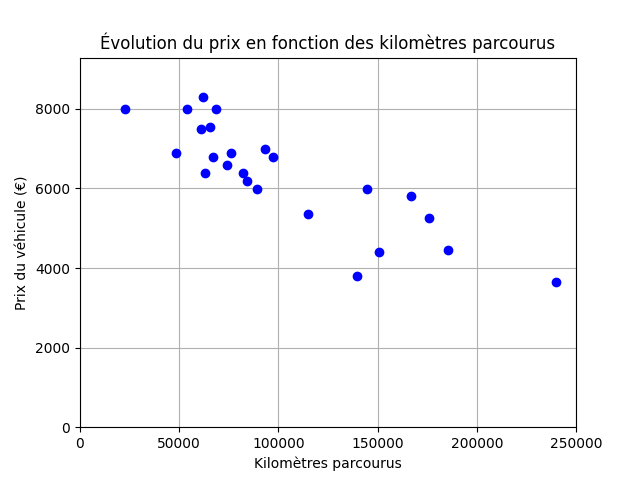 Évolution du prix en fonction des kilomètres parcourus
Prix du véhicule (€)
8000
6000
4000
2000
0
0 50000 100000 150000 200000 250000
Kilomètres parcourus